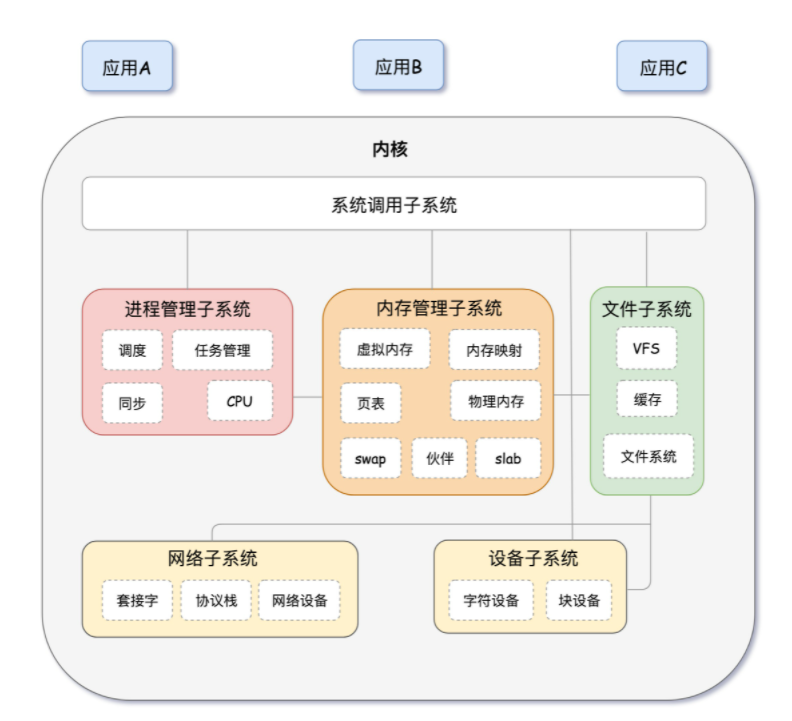 应用A
应用B
应用C
内核
系统调用子系统
进程管理子系统
调度
任务管理
同步
CPU
内存管理子系统
虚拟内存
内存映射
页表
物理内存
swap
伙伴
slab
文件子系统
VFS
缓存
文件系统
网络子系统
套接字
协议栈
网络设备
设备子系统
字符设备
块设备